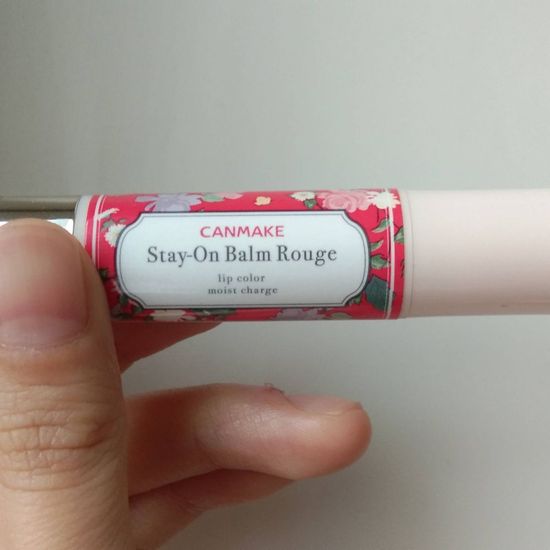 CANMAKE
Stay-On Balm Rouge
lip color
moist charge